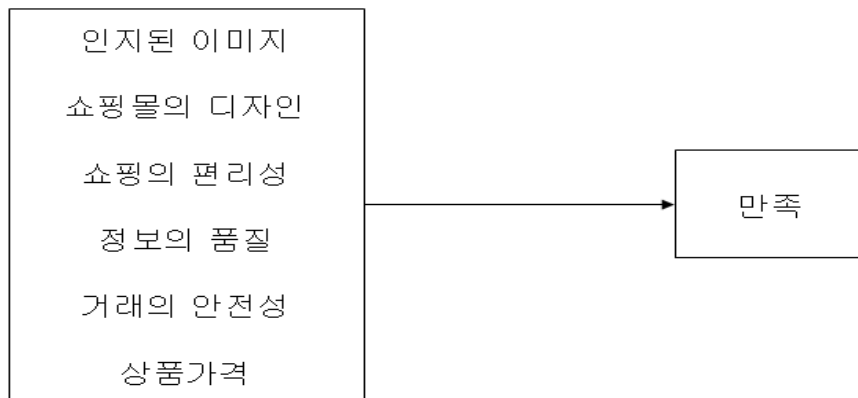 인지된 이미지
쇼핑몰의 디자인
쇼핑의 편리성
정보의 품질
거래의 안전성
상품가격
만족